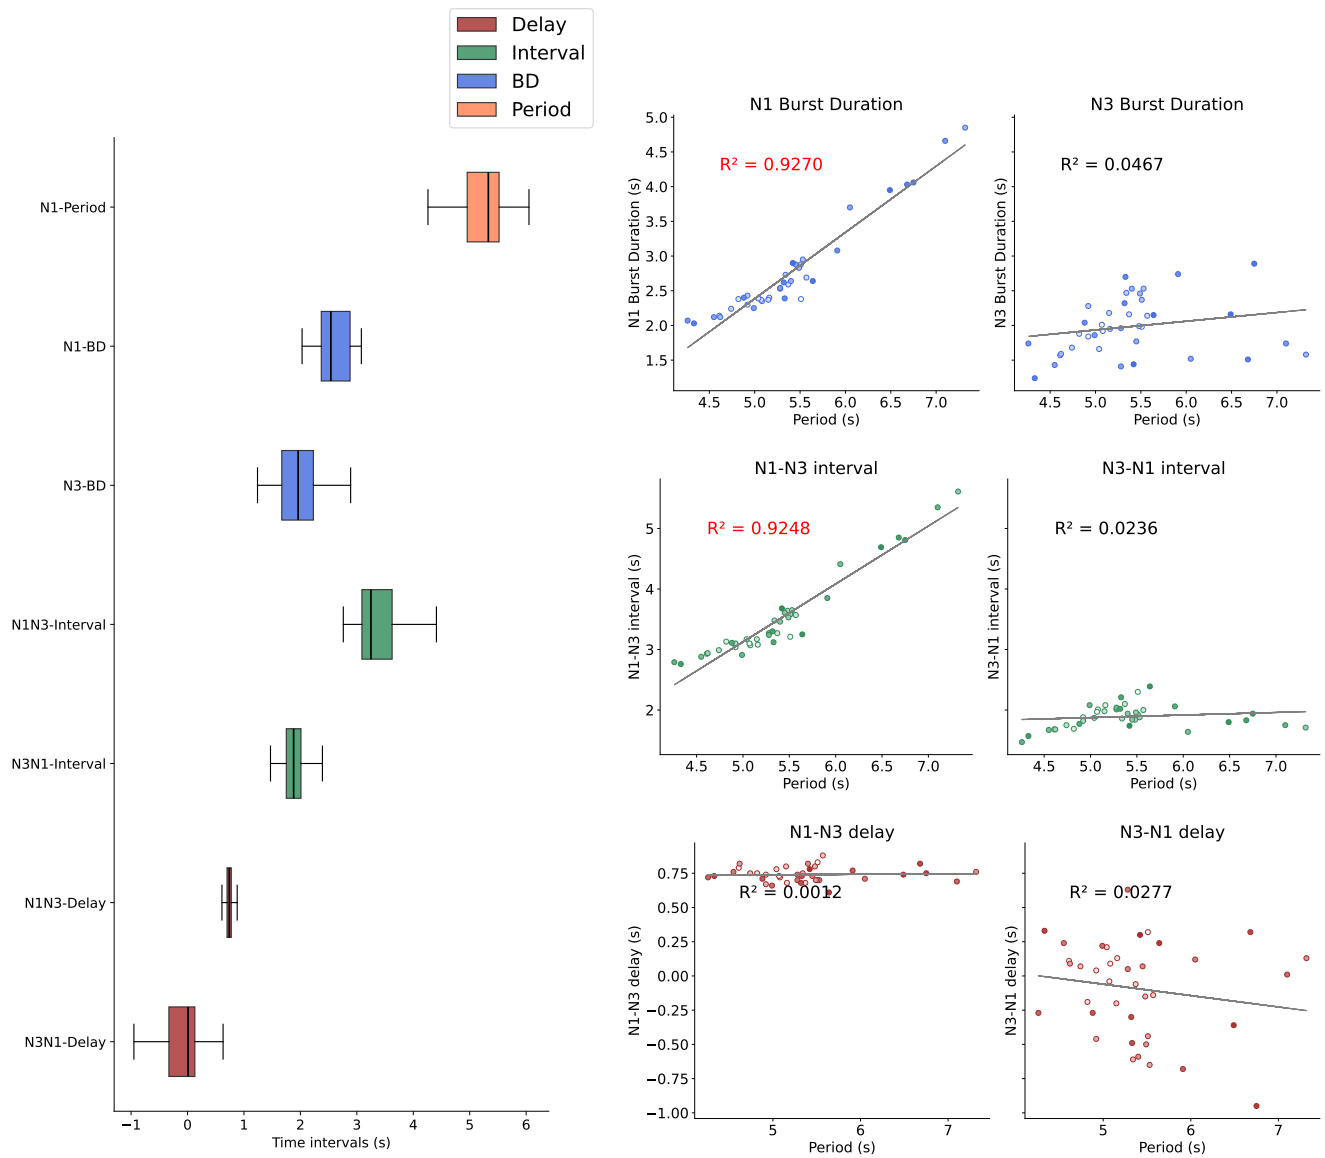 Delay
Interval
BD
Period
N1-Period
N1-BD
N3-BD
N1N3-Interval
N3N1-Interval
N1N3-Delay
N3N1-Delay
−1 0 1 2 3 4 5 6
Time intervals (s)
N1 Burst Duration
R² = 0.9270
N1 Burst Duration (s)
5.0
4.5
4.0
3.5
3.0
2.5
2.0
1.5
4.5 5.0 5.5 6.0 6.5 7.0
Period (s)
N3 Burst Duration
R² = 0.0467
N3 Burst Duration (s)
4.5 5.0 5.5 6.0 6.5 7.0
Period (s)
N1-N3 interval
R² = 0.9248
N1-N3 interval (s)
5
4
3
2
4.5 5.0 5.5 6.0 6.5 7.0
Period (s)
N3-N1 interval
R² = 0.0236
N3-N1 interval (s)
4.5 5.0 5.5 6.0 6.5 7.0
Period (s)
N1-N3 delay
R² = 0.0012
N1-N3 delay (s)
0.75
0.50
0.25
0.00
−0.25
−0.50
−0.75
−1.00
5 6 7
Period (s)
N3-N1 delay
R² = 0.0277
N3-N1 delay (s)
5 6 7
Period (s)